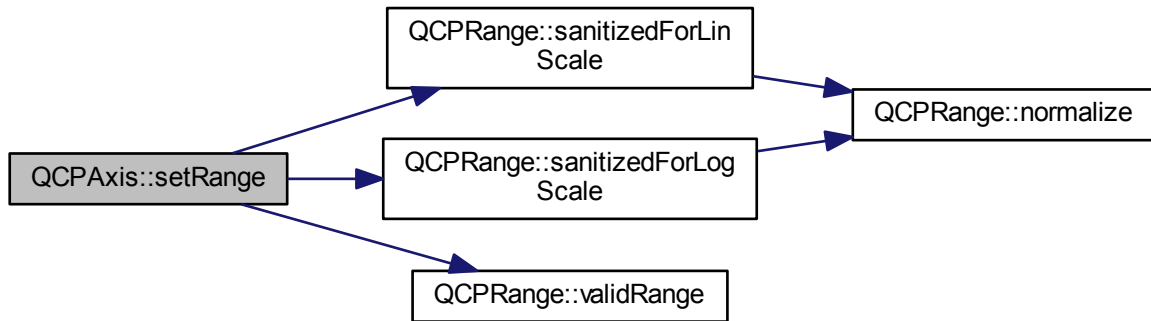 QCPRange::sanitizedForLin
Scale
QCPRange::normalize
QCPAxis::setRange
QCPRange::sanitizedForLog
Scale
QCPRange::validRange